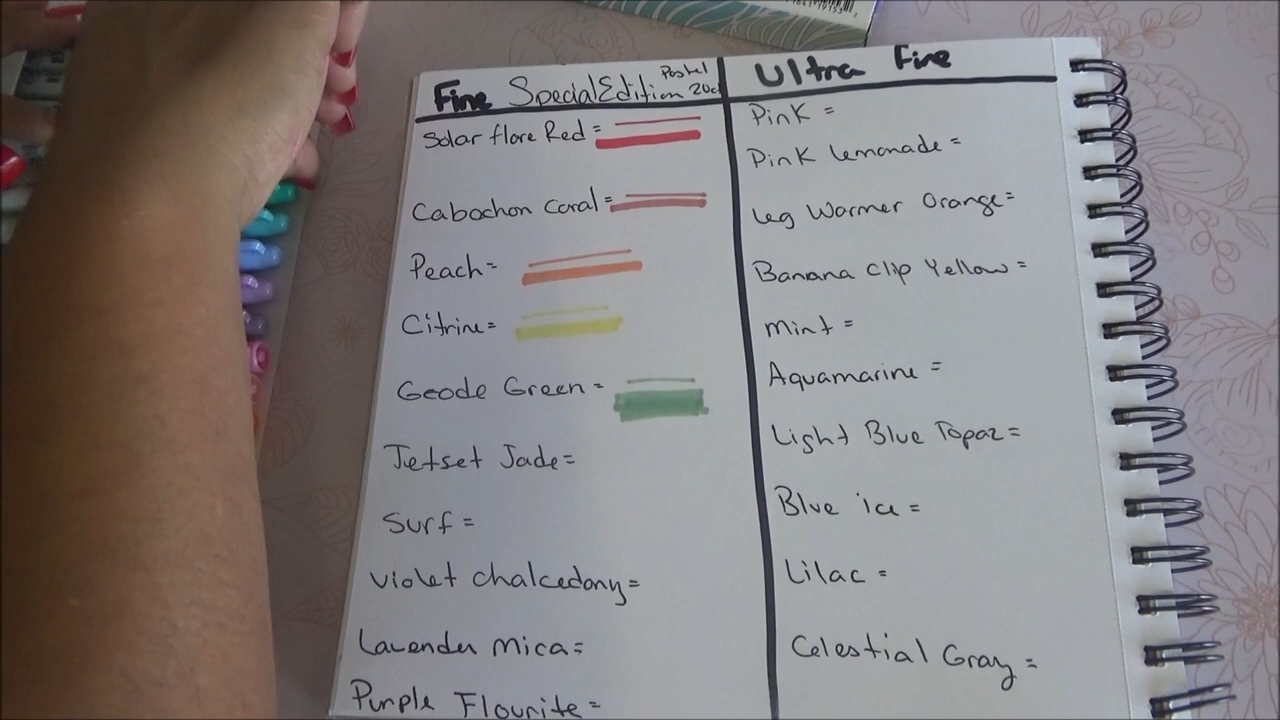 Fine Special Edition Pastel 20ct
Solar flare Red =
Cabochon Coral =
Peach =
Citrine =
Geode Green =
Jetset Jade =
Surf =
Violet Chalcedony =
Lavender Mica =
Purple Flourite =
Ultra Fine
Pink =
Pink Lemonade =
Leg Warmer Orange =
Banana Clip Yellow =
Mint =
Aquamarine =
Light Blue Topaz =
Blue ice =
Lilac =
Celestial Gray =